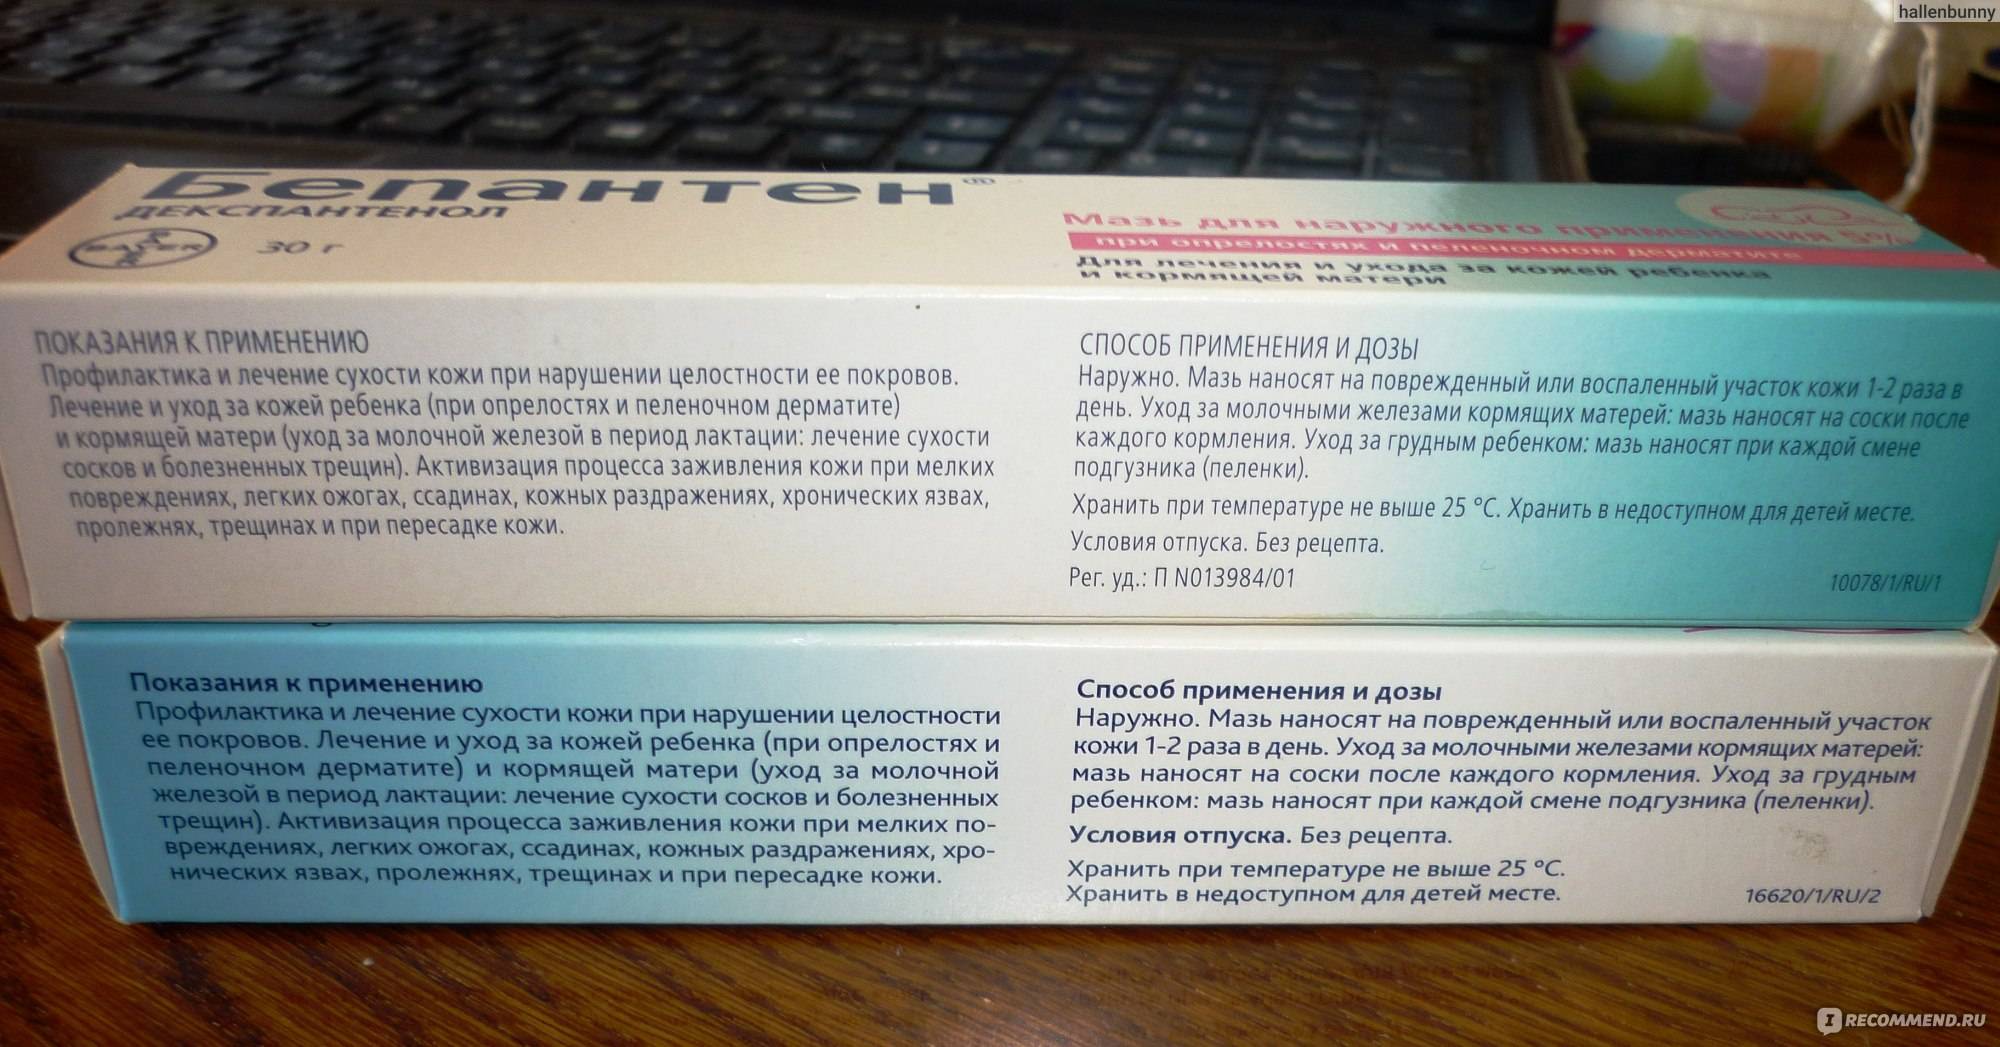 hallenbunny
Бепантен®
ДЕКСПАНТЕНОЛ
BAYER
30 г
Мазь для наружного применения 5%
при опрелостях и пеленочном дерматите
Для лечения и ухода за кожей ребенка
и кормящей матери
ПОКАЗАНИЯ К ПРИМЕНЕНИЮ
Профилактика и лечение сухости кожи при нарушении целостности ее покровов.
Лечение и уход за кожей ребенка (при опрелостях и пеленочном дерматите)
и кормящей матери (уход за молочной железой в период лактации: лечение сухости
сосков и болезненных трещин). Активизация процесса заживления кожи при мелких
повреждениях, легких ожогах, ссадинах, кожных раздражениях, хронических язвах,
пролежнях, трещинах и при пересадке кожи.
СПОСОБ ПРИМЕНЕНИЯ И ДОЗЫ
Наружно. Мазь наносят на поврежденный или воспаленный участок кожи 1-2 раза в
день. Уход за молочными железами кормящих матерей: мазь наносят на соски после
каждого кормления. Уход за грудным ребенком: мазь наносят при каждой смене
подгузника (пеленки).
Хранить при температуре не выше 25 °C. Хранить в недоступном для детей месте.
Условия отпуска. Без рецепта.
Рег. уд.: П N013984/01
10078/1/RU/1
Показания к применению
Профилактика и лечение сухости кожи при нарушении целостности
ее покровов. Лечение и уход за кожей ребенка (при опрелостях и
пеленочном дерматите) и кормящей матери (уход за молочной
железой в период лактации: лечение сухости сосков и болезненных
трещин). Активизация процесса заживления кожи при мелких по-
вреждениях, легких ожогах, ссадинах, кожных раздражениях, хро-
нических язвах, пролежнях, трещинах и при пересадке кожи.
Способ применения и дозы
Наружно. Мазь наносят на поврежденный или воспаленный участок
кожи 1-2 раза в день. Уход за молочными железами кормящих матерей:
мазь наносят на соски после каждого кормления. Уход за грудным
ребенком: мазь наносят при каждой смене подгузника (пеленки).
Условия отпуска. Без рецепта.
Хранить при температуре не выше 25 °C.
Хранить в недоступном для детей месте.
16620/1/RU/2
I RECOMMEND.RU